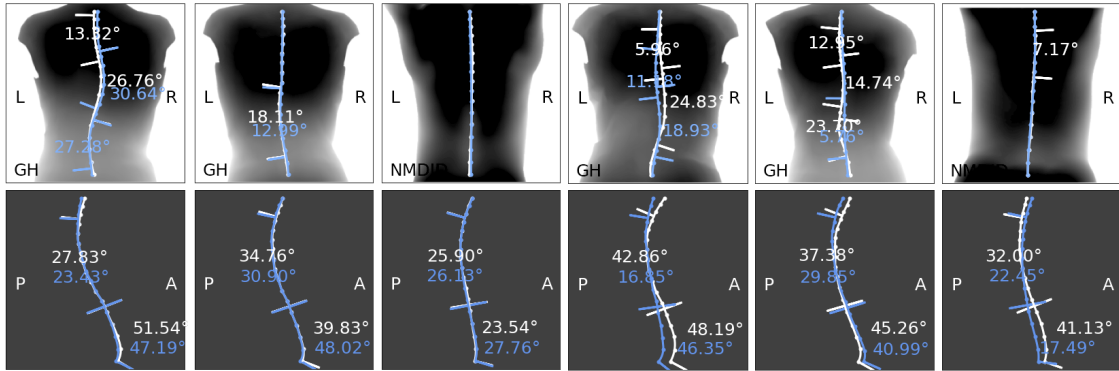 13.32°
26.76°
30.64°
L
R
27.28°
GH
L
R
18.11°
12.99°
GH
L
R
NMDID
5.96°
11.18°
L
R
24.83°
18.93°
GH
12.95°
14.74°
L
R
23.70°
5.76°
GH
7.17°
L
R
27.83°
23.43°
P
A
51.54°
47.19°
34.76°
30.90°
P
A
39.83°
48.02°
25.90°
26.13°
P
A
23.54°
27.76°
42.86°
16.85°
P
A
48.19°
46.35°
37.38°
29.85°
P
A
45.26°
40.99°
32.00°
22.45°
P
A
41.13°